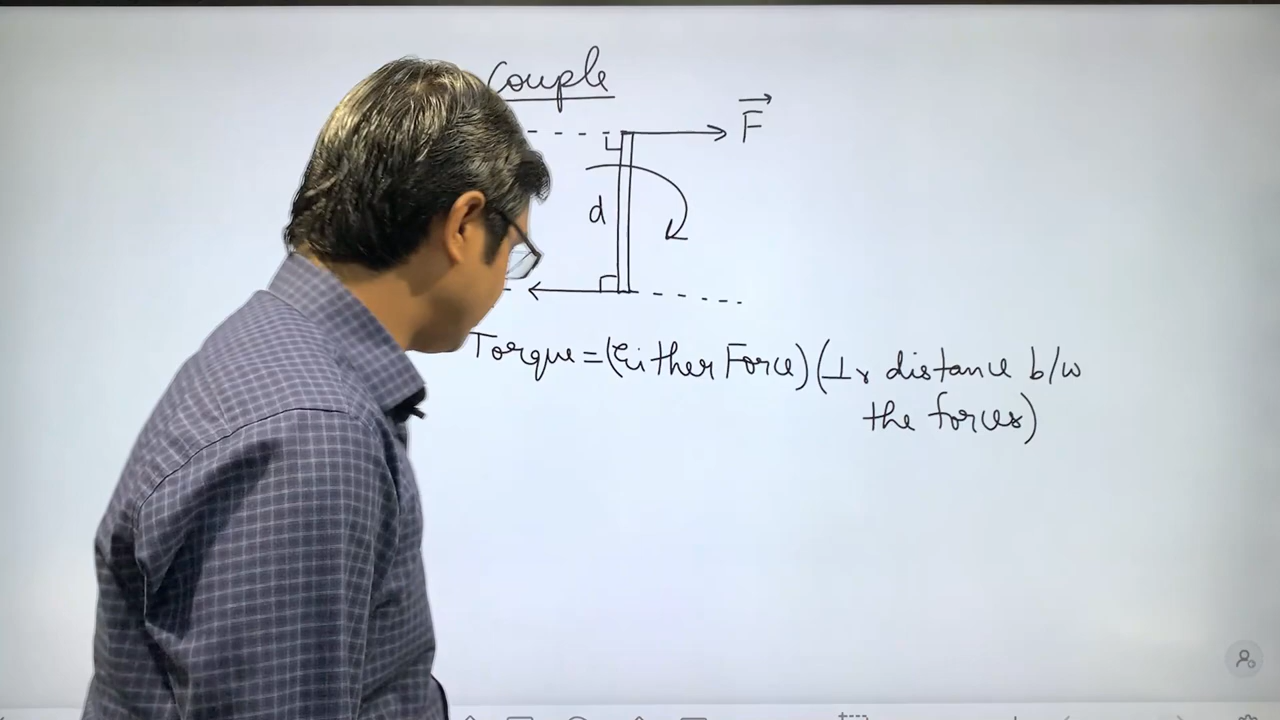 Couple
F
d
Torque = (Either Force) (⊥r distance b/w
the forces)